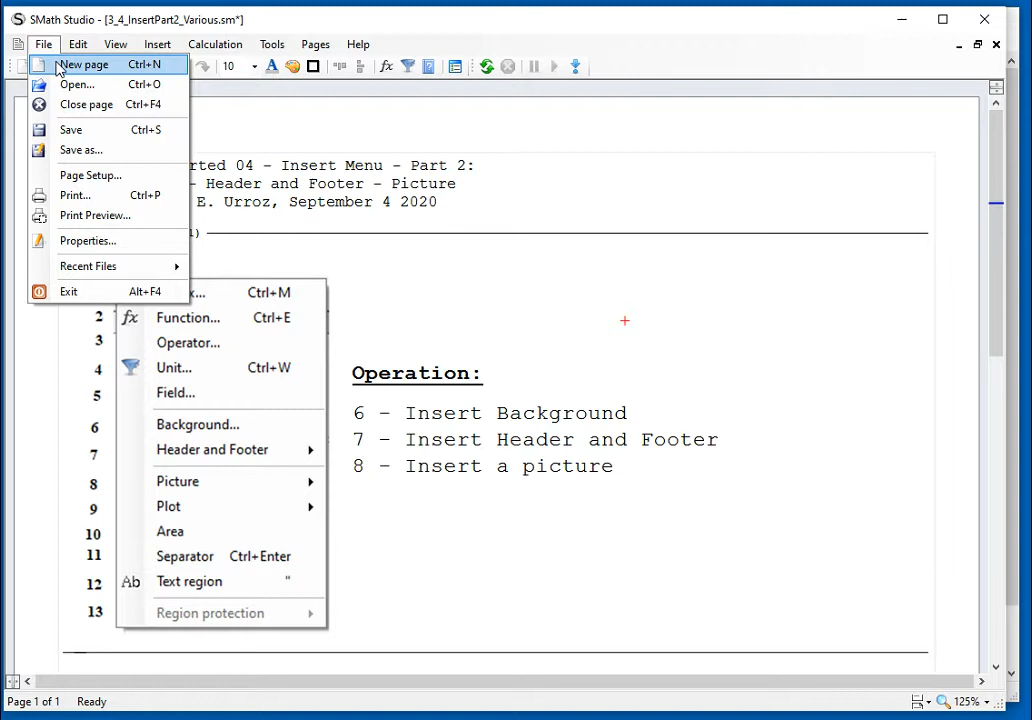 SMath Studio - [3_4_InsertPart2_Various.sm*]
File Edit View Insert Calculation Tools Pages Help
10
New page Ctrl+N
Open... Ctrl+O
Close page Ctrl+F4
Save Ctrl+S
Save as...
Page Setup...
Print... Ctrl+P
Print Preview...
Properties...
Recent Files
Exit Alt+F4
rted 04 - Insert Menu - Part 2:
- Header and Footer - Picture
E. Urroz, September 4 2020
1)
Ctrl+M
2 Function... Ctrl+E
3 Operator...
4 Unit... Ctrl+W
5 Field...
6 Background...
7 Header and Footer
8 Picture
9 Plot
10 Area
11 Separator Ctrl+Enter
12 Ab Text region "
13 Region protection
Operation:
6 - Insert Background
7 - Insert Header and Footer
8 - Insert a picture
Page 1 of 1 Ready 125%